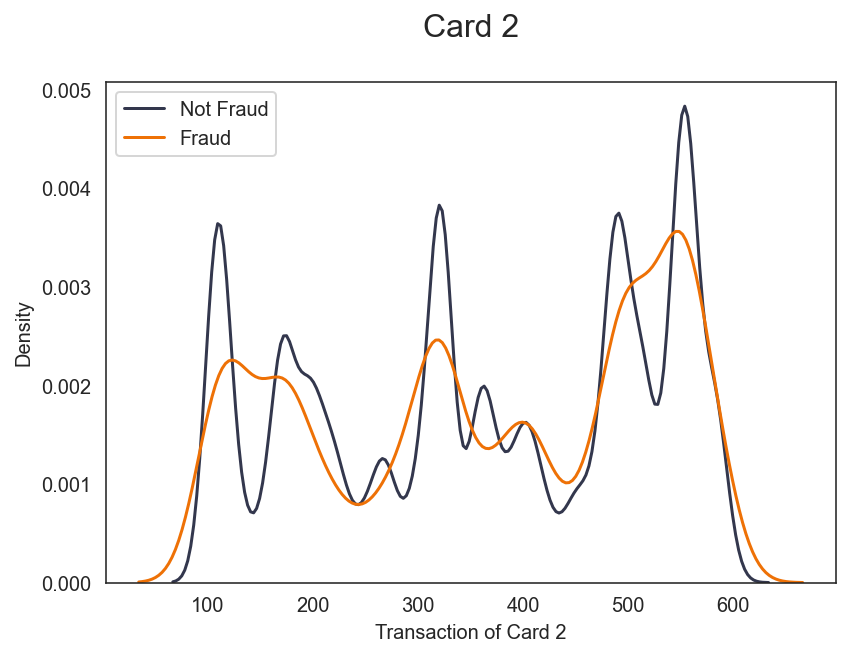 Card 2
0.005
0.004
0.003
0.002
0.001
0.000
Density
Not Fraud
Fraud
100 200 300 400 500 600
Transaction of Card 2